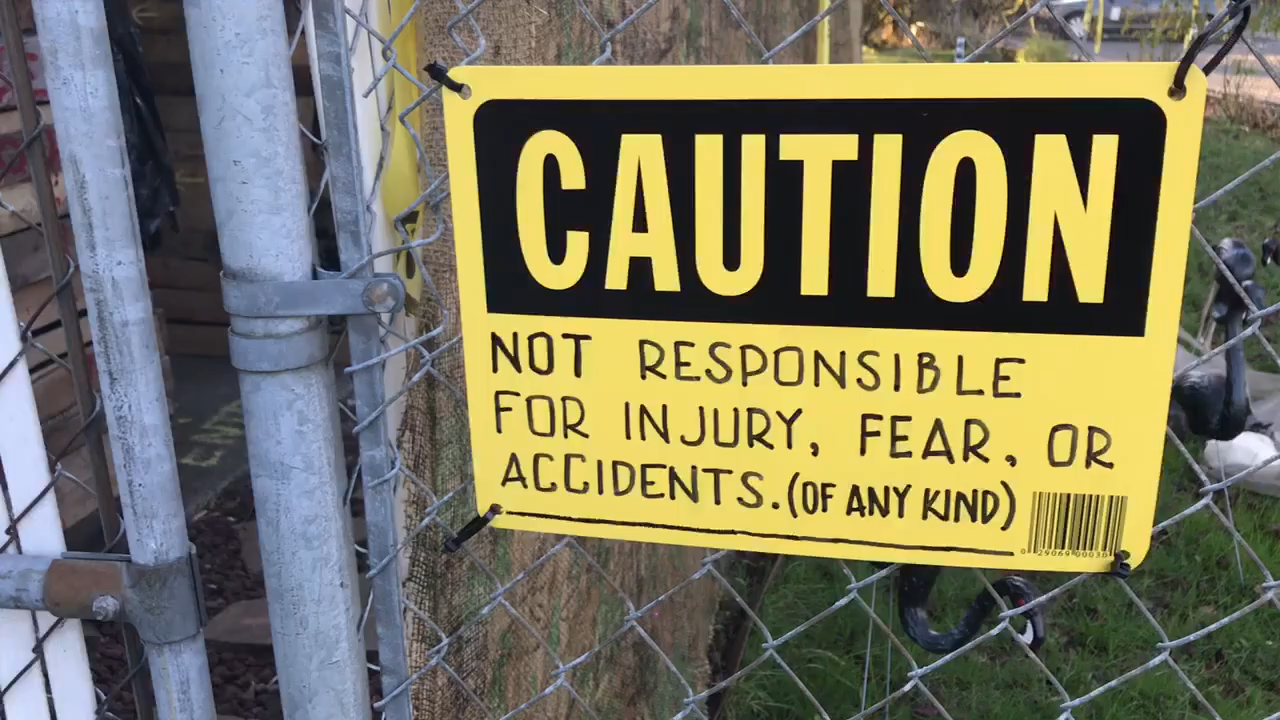 CAUTION
NOT RESPONSIBLE
FOR INJURY, FEAR, OR
ACCIDENTS. (OF ANY KIND)